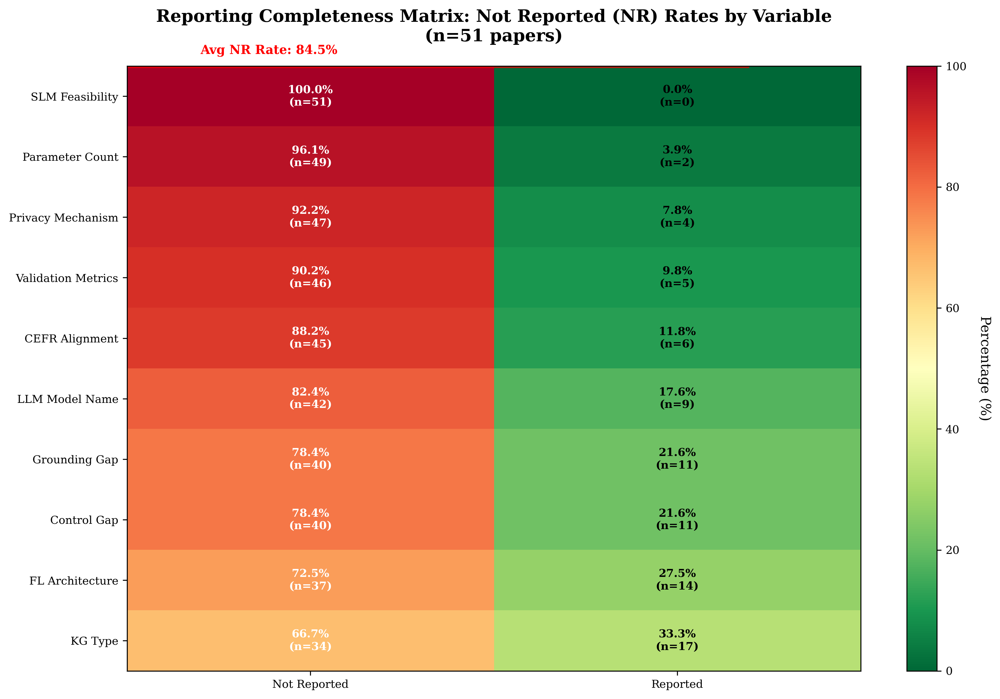 Reporting Completeness Matrix: Not Reported (NR) Rates by Variable
(n=51 papers)
Avg NR Rate: 84.5%
SLM Feasibility
100.0%
(n=51)
0.0%
(n=0)
Parameter Count
96.1%
(n=49)
3.9%
(n=2)
Privacy Mechanism
92.2%
(n=47)
7.8%
(n=4)
Validation Metrics
90.2%
(n=46)
9.8%
(n=5)
CEFR Alignment
88.2%
(n=45)
11.8%
(n=6)
LLM Model Name
82.4%
(n=42)
17.6%
(n=9)
Grounding Gap
78.4%
(n=40)
21.6%
(n=11)
Control Gap
78.4%
(n=40)
21.6%
(n=11)
FL Architecture
72.5%
(n=37)
27.5%
(n=14)
KG Type
66.7%
(n=34)
33.3%
(n=17)
Not Reported
Reported
100
80
60
40
20
0
Percentage (%)